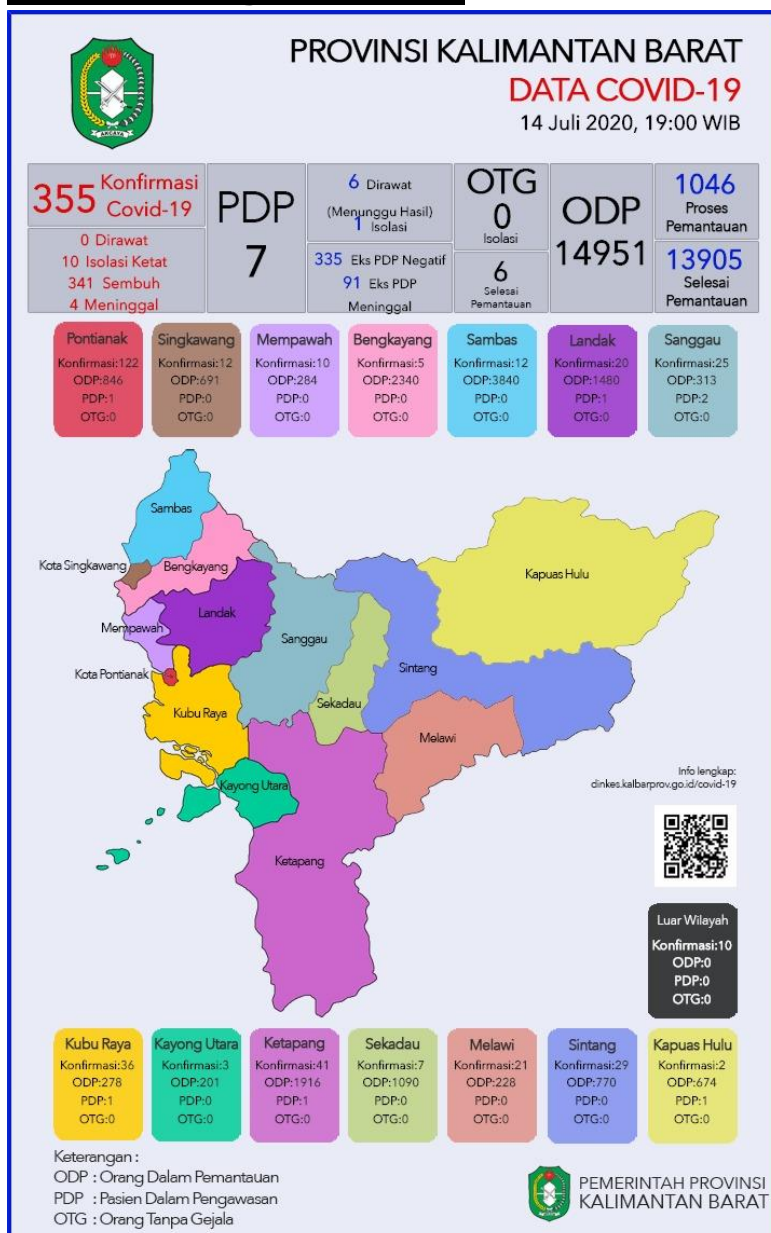 PROVINSI KALIMANTAN BARAT
DATA COVID-19
14 Juli 2020, 19:00 WIB
AKCAYA
355 Konfirmasi
Covid-19
0 Dirawat
10 Isolasi Ketat
341 Sembuh
4 Meninggal
PDP
7
6 Dirawat
(Menunggu Hasil)
1 Isolasi
335 Eks PDP Negatif
91 Eks PDP
Meninggal
OTG
0
Isolasi
6
Selesai
Pemantauan
ODP
14951
1046
Proses
Pemantauan
13905
Selesai
Pemantauan
Pontianak
Konfirmasi:122
ODP:846
PDP:1
OTG:0
Singkawang
Konfirmasi:12
ODP:691
PDP:0
OTG:0
Mempawah
Konfirmasi:10
ODP:284
PDP:0
OTG:0
Bengkayang
Konfirmasi:5
ODP:2340
PDP:0
OTG:0
Sambas
Konfirmasi:12
ODP:3840
PDP:0
OTG:0
Landak
Konfirmasi:20
ODP:1480
PDP:1
OTG:0
Sanggau
Konfirmasi:25
ODP:313
PDP:2
OTG:0
Sambas
Kota Singkawang
Bengkayang
Kapuas Hulu
Landak
Mempawah
Sanggau
Kota Pontianak
Sintang
Sekadau
Kubu Raya
Melawi
Kayong Utara
Ketapang
Info lengkap:
dinkes.kalbarprov.go.id/covid-19
Luar Wilayah
Konfirmasi:10
ODP:0
PDP:0
OTG:0
Kubu Raya
Konfirmasi:36
ODP:278
PDP:1
OTG:0
Kayong Utara
Konfirmasi:3
ODP:201
PDP:0
OTG:0
Ketapang
Konfirmasi:41
ODP:1916
PDP:1
OTG:0
Sekadau
Konfirmasi:7
ODP:1090
PDP:0
OTG:0
Melawi
Konfirmasi:21
ODP:228
PDP:0
OTG:0
Sintang
Konfirmasi:29
ODP:770
PDP:0
OTG:0
Kapuas Hulu
Konfirmasi:2
ODP:674
PDP:1
OTG:0
Keterangan :
ODP : Orang Dalam Pemantauan
PDP : Pasien Dalam Pengawasan
OTG : Orang Tanpa Gejala
PEMERINTAH PROVINSI
KALIMANTAN BARAT